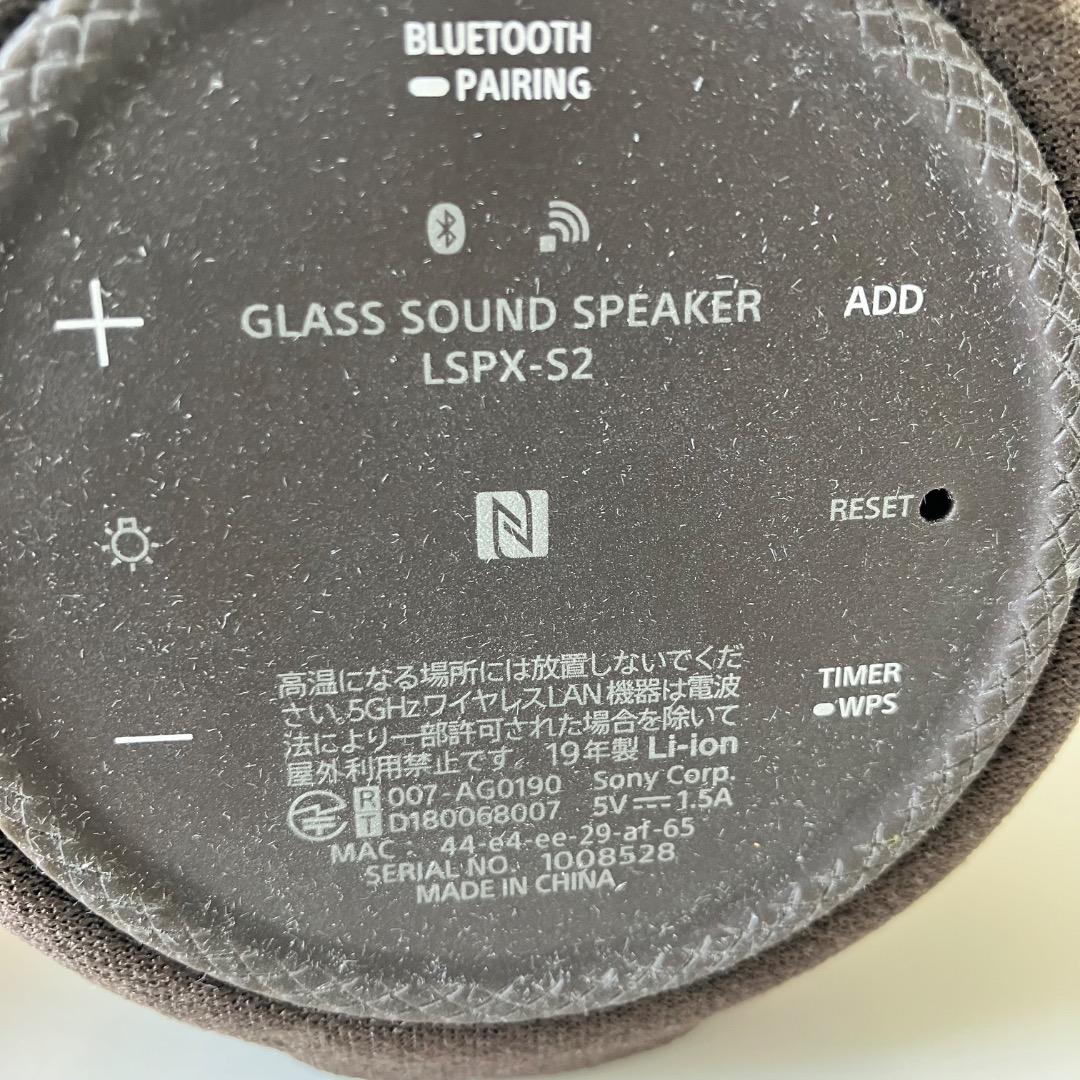 BLUETOOTH
PAIRING
GLASS SOUND SPEAKER
ADD
LSPX-S2
RESET
高温になる場所には放置しないでくだ
さい。5GHzワイヤレスLAN機器は電波
法により一部許可された場合を除いて
屋外利用禁止です。 19年製 Li-ion
R 007-AG0190 Sony Corp.
T D180068007 5V 1.5A
MAC : 44-e4-ee-29-af-65
SERIAL NO. 1008528
MADE IN CHINA
TIMER
WPS